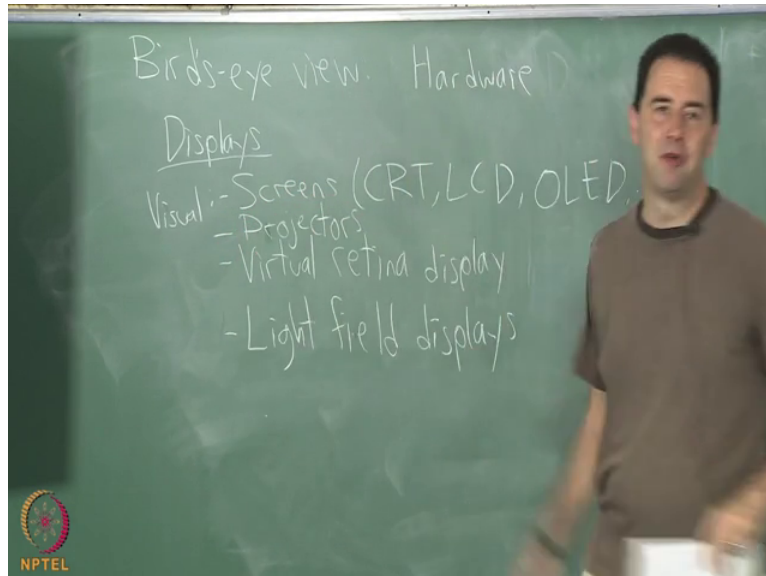 Bird's-eye view: Hardware
Displays
Visual: - Screens (CRT, LCD, OLED,
- Projectors
- Virtual retina display
- Light field displays
NPTEL